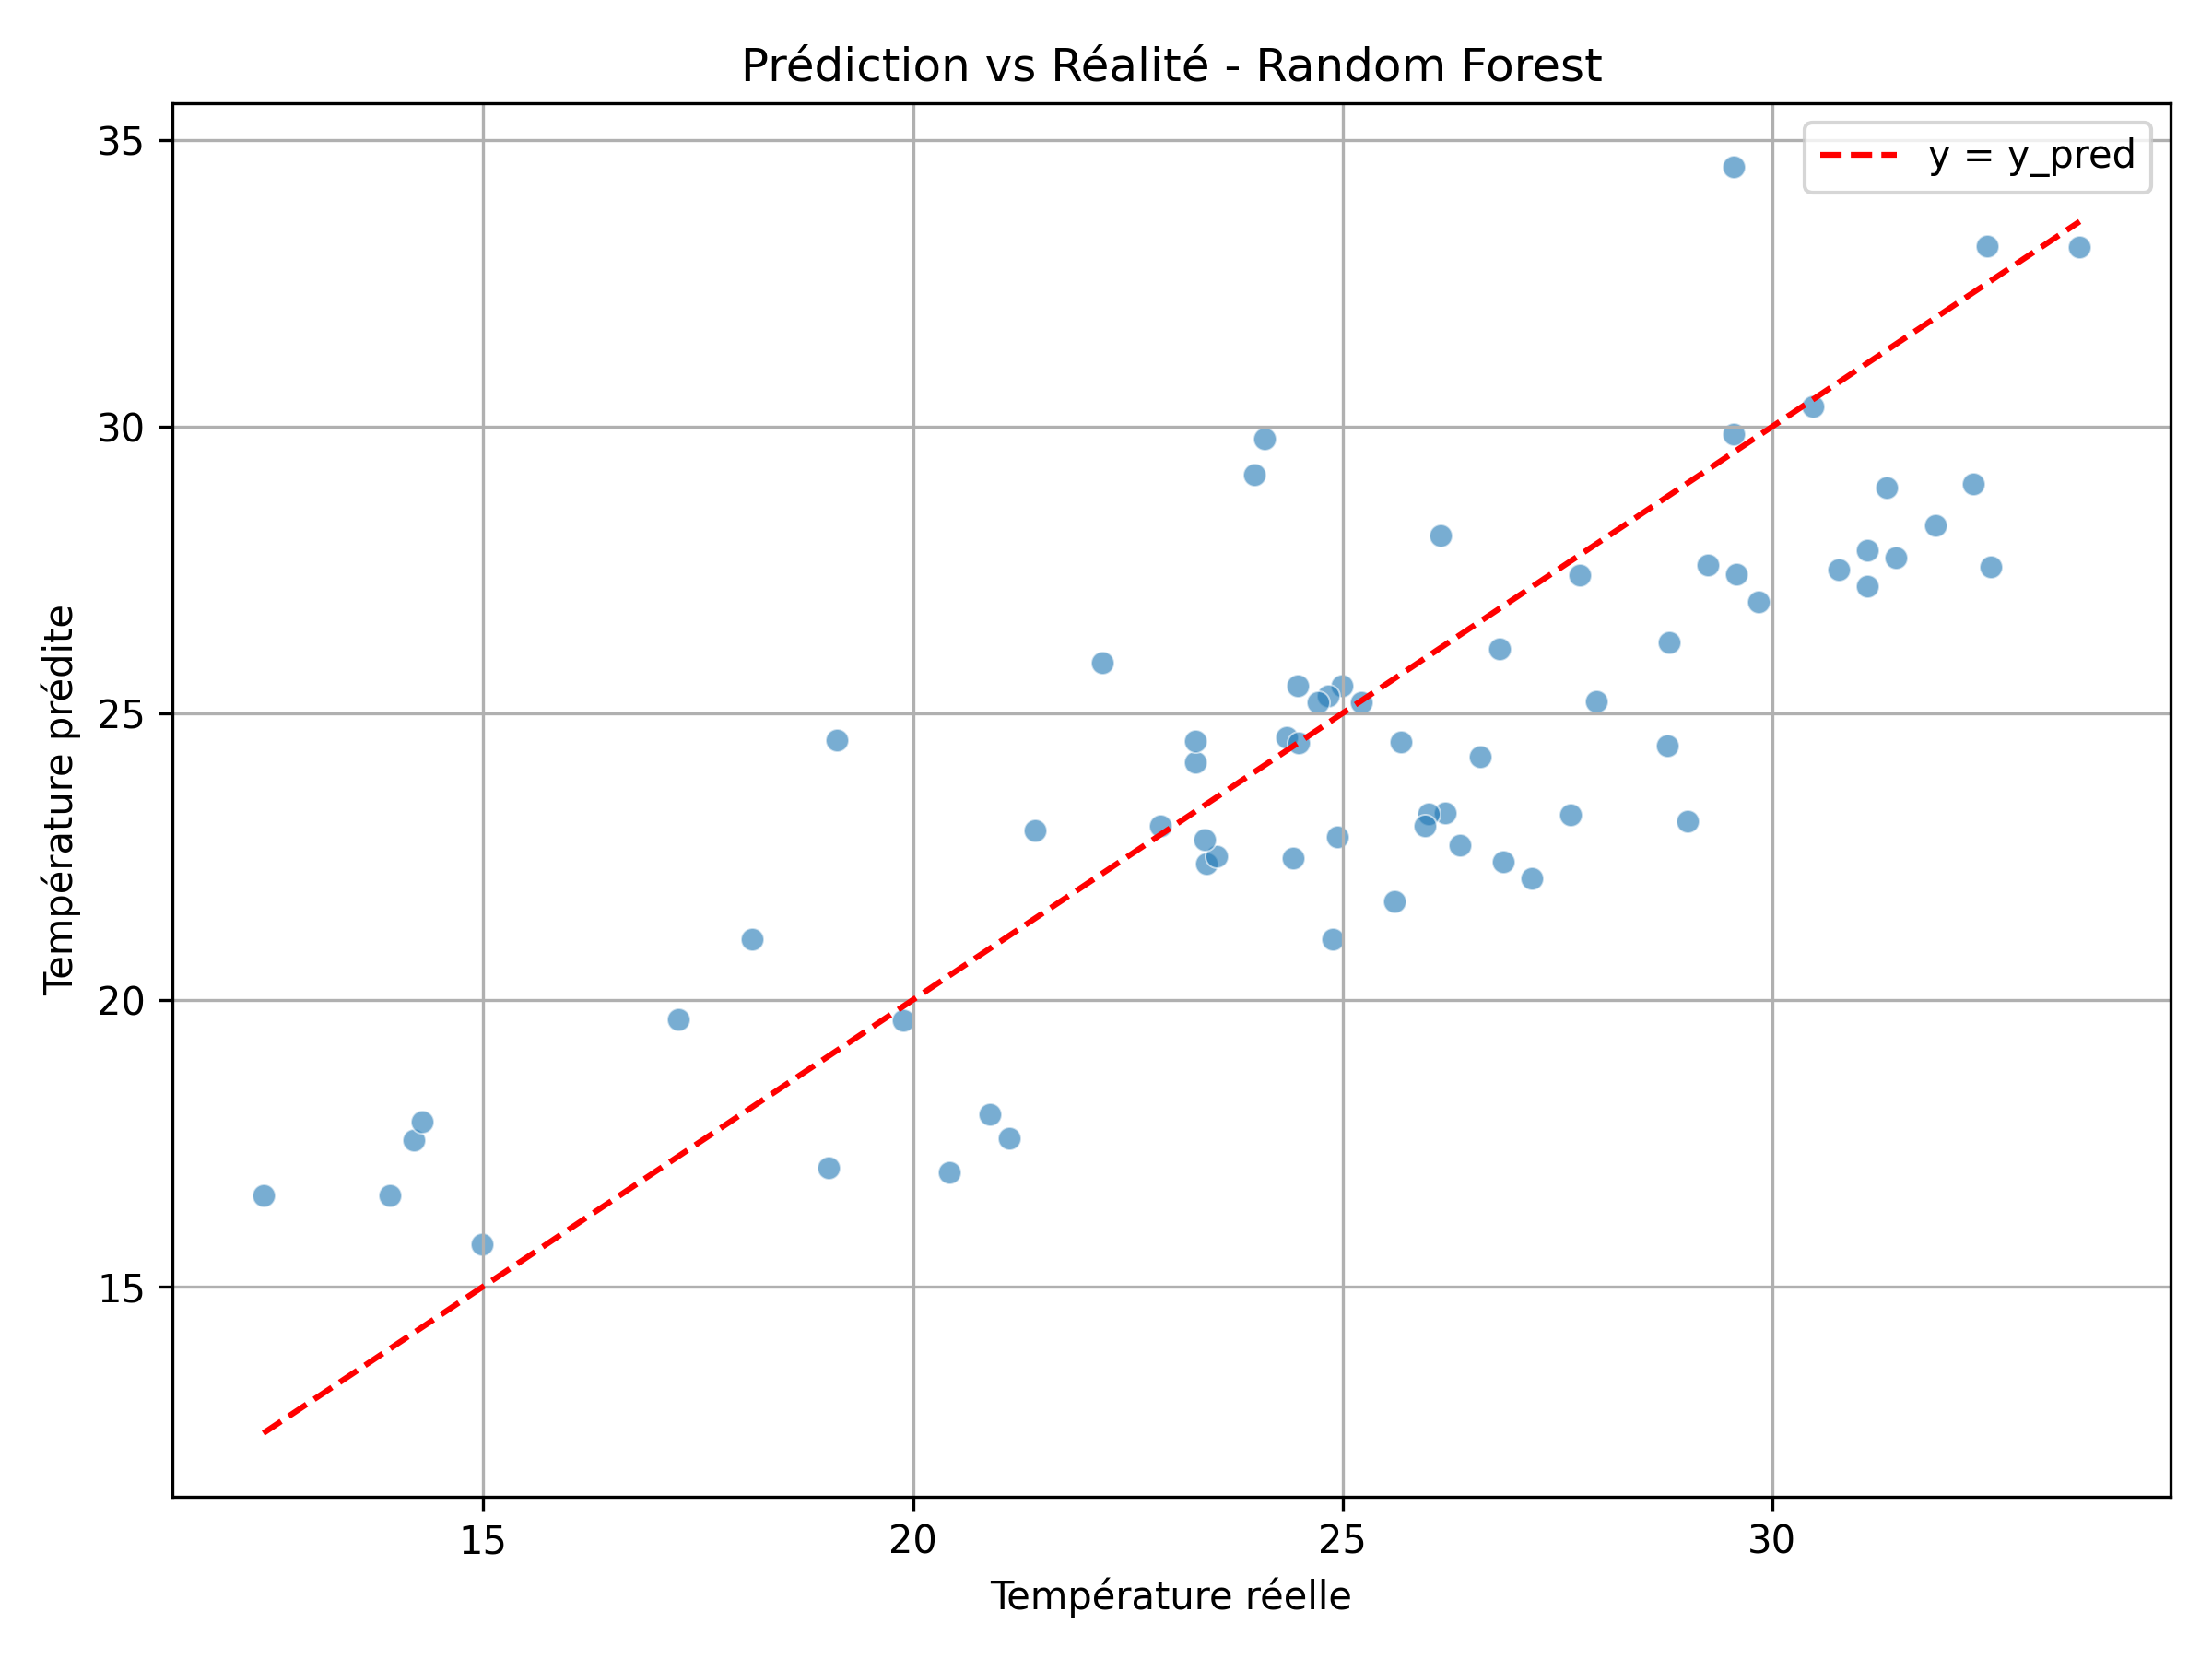 Prédiction vs Réalité - Random Forest
y = y_pred
Température prédite
35
30
25
20
15
15
20
25
30
Température réelle